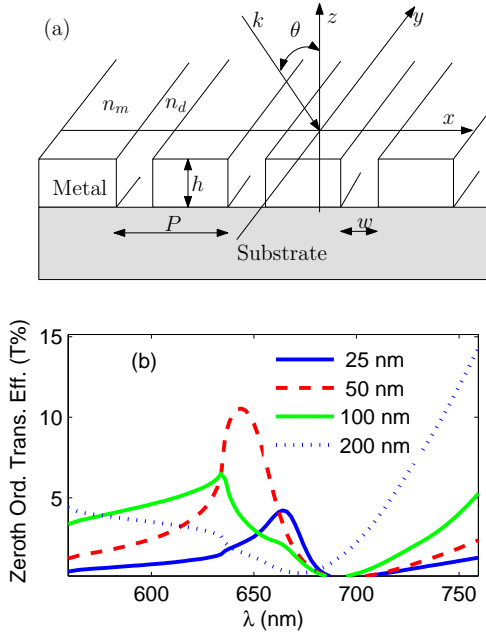 (a)
k
θ
z
y
n_m
n_d
x
Metal
h
P
w
Substrate
(b)
25 nm
50 nm
100 nm
200 nm
Zeroth Ord. Trans. Eff. (T%)
15
10
5
600
650
700
750
λ (nm)